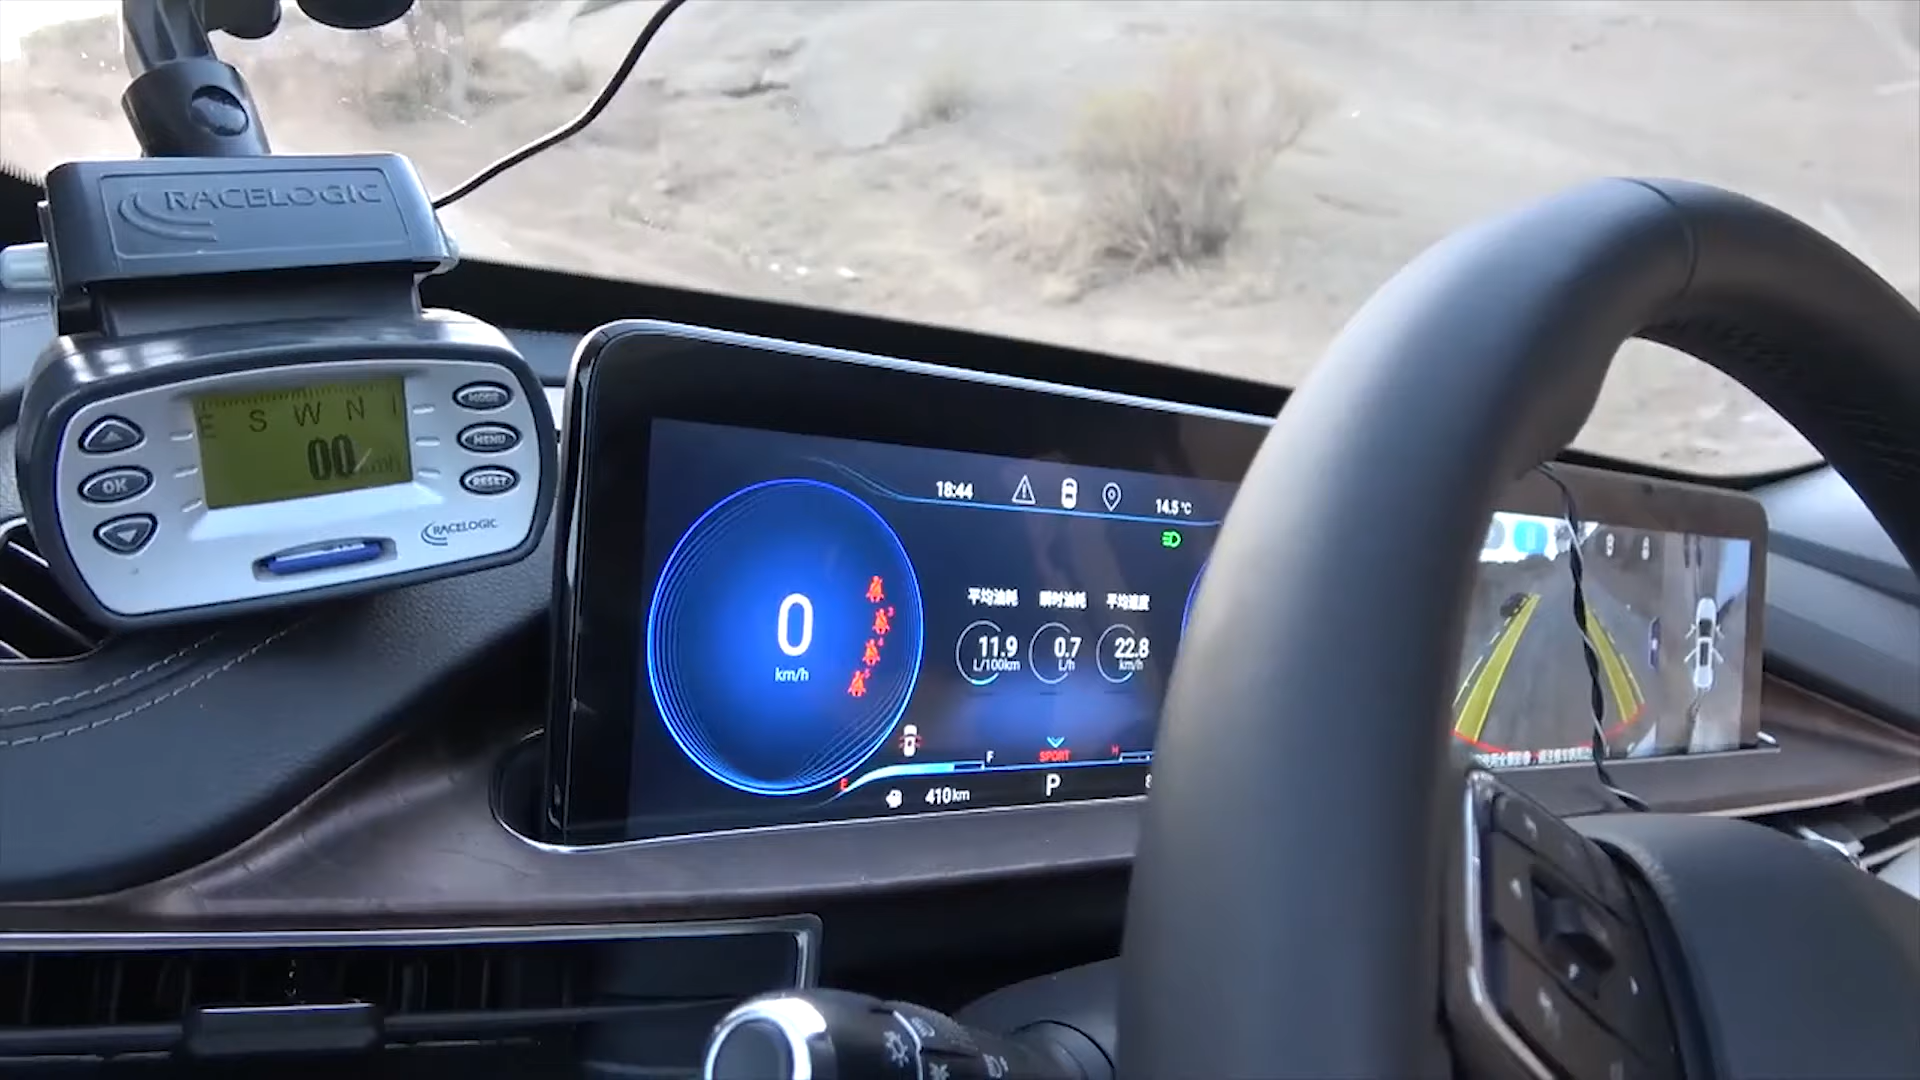 RACELOGIC
E S W N
00 kmh
MODE
MENU
RESET
OK
RACELOGIC
18:44
14.5 ℃
0
km/h
平均油耗 瞬时油耗 平均速度
11.9 0.7 22.8
L/100km L/h km/h
E F
SPORT
H
410km
P